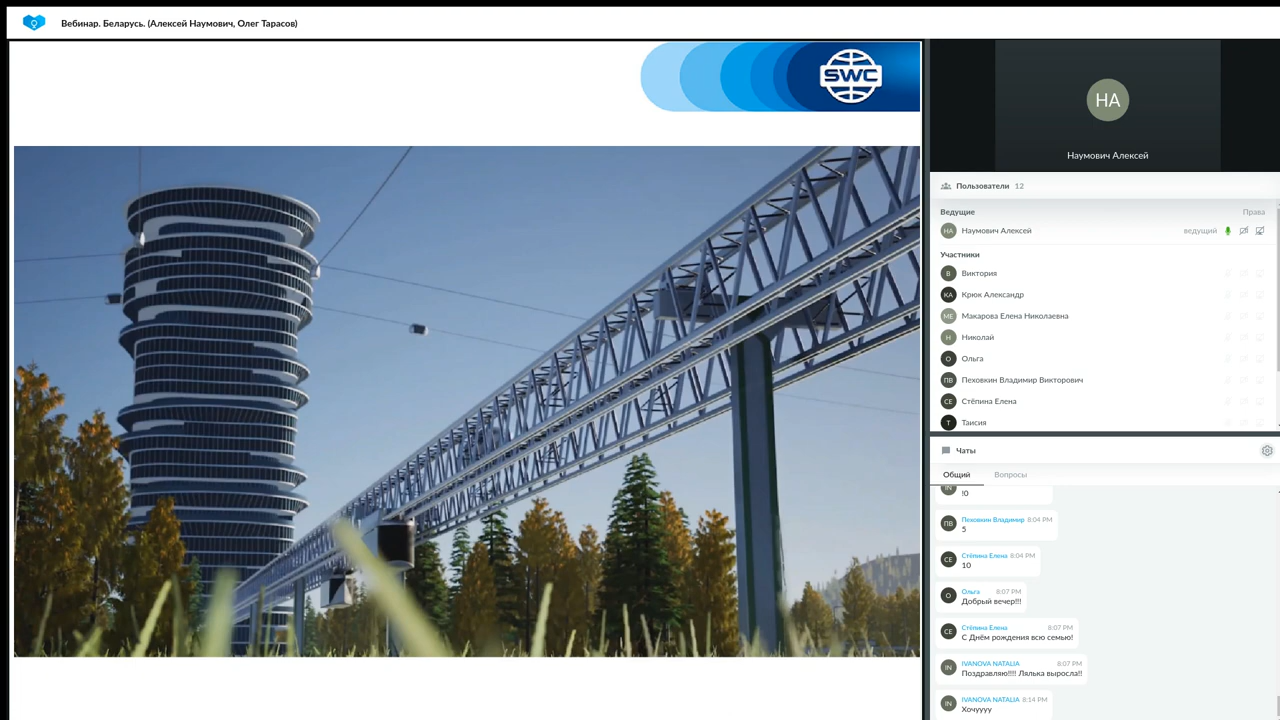 Вебинар. Беларусь. (Алексей Наумович, Олег Тарасов)
SWC
НА
Наумович Алексей
Пользователи 12
Ведущие Права
НА Наумович Алексей ведущий
Участники
В Виктория
КА Крюк Александр
МЕ Макарова Елена Николаевна
Н Николай
О Ольга
ПВ Пеховкин Владимир Викторович
СЕ Стёпина Елена
Т Таисия
Чаты
Общий Вопросы
IN
!0
ПВ Пеховкин Владимир 8:04 PM
5
СЕ Стёпина Елена 8:04 PM
10
О Ольга 8:07 PM
Добрый вечер!!!
СЕ Стёпина Елена 8:07 PM
С Днём рождения всю семью!
IN IVANOVA NATALIA 8:07 PM
Поздравляю!!!! Лялька выросла!!
IN IVANOVA NATALIA 8:14 PM
Хочуууу